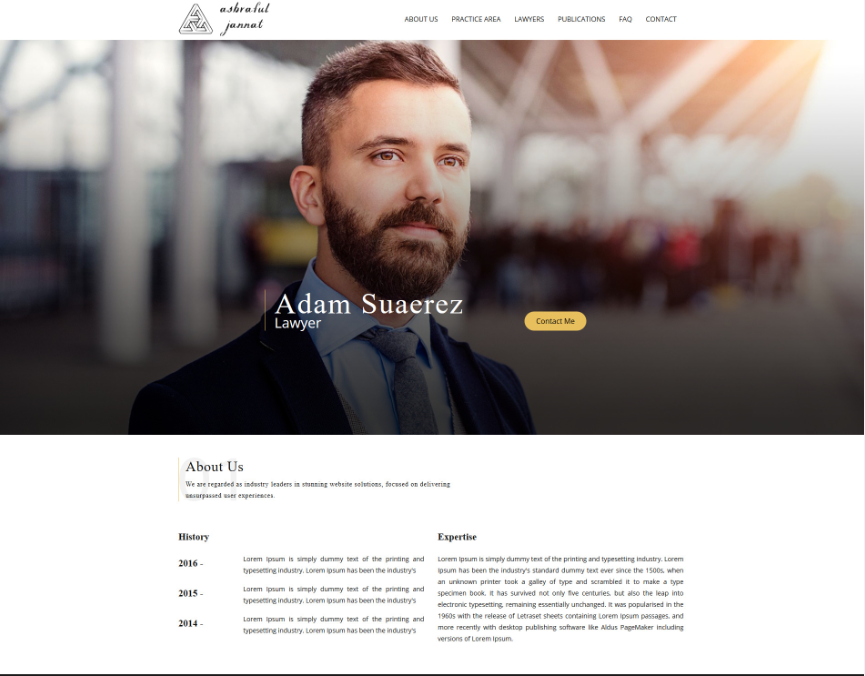 ashraful
jannat
ABOUT US PRACTICE AREA LAWYERS PUBLICATIONS FAQ CONTACT
Adam Suaerez
Lawyer
Contact Me
About Us
We are regarded as industry leaders in stunning website solutions, focused on delivering
unsurpassed user experiences.
History
2016 -
Lorem Ipsum is simply dummy text of the printing and
typesetting industry. Lorem Ipsum has been the industry's
2015 -
Lorem Ipsum is simply dummy text of the printing and
typesetting industry. Lorem Ipsum has been the industry's
2014 -
Lorem Ipsum is simply dummy text of the printing and
typesetting industry. Lorem Ipsum has been the industry's
Expertise
Lorem Ipsum is simply dummy text of the printing and typesetting industry. Lorem
Ipsum has been the industry's standard dummy text ever since the 1500s, when
an unknown printer took a galley of type and scrambled it to make a type
specimen book. It has survived not only five centuries, but also the leap into
electronic typesetting, remaining essentially unchanged. It was popularised in the
1960s with the release of Letraset sheets containing Lorem Ipsum passages, and
more recently with desktop publishing software like Aldus PageMaker including
versions of Lorem Ipsum.